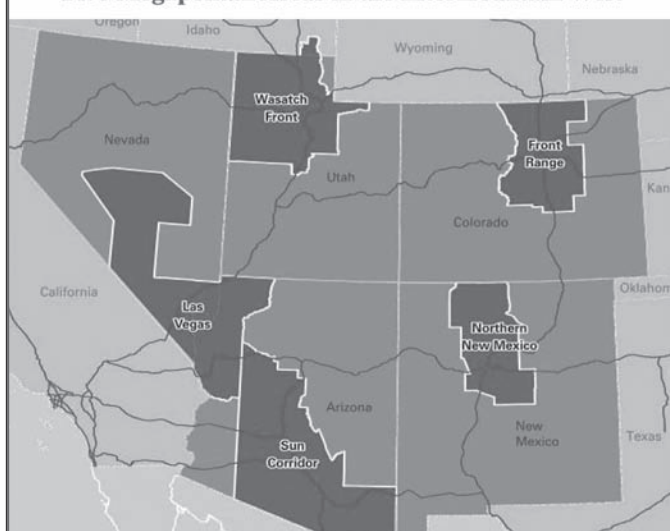 Oregon
Idaho
Wyoming
Nebraska
Wasatch
Front
Nevada
Front
Range
Utah
Colorado
California
Las
Vegas
Northern
New Mexico
Arizona
New
Mexico
Texas
Sun
Corridor